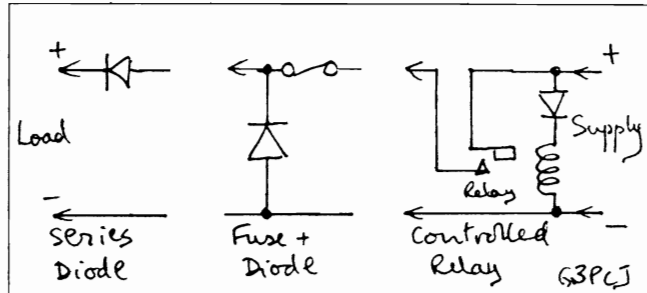 +
Load
-
Series
Diode
Fuse +
Diode
+
Supply
Relay
-
Controlled
Relay
G3PCJ